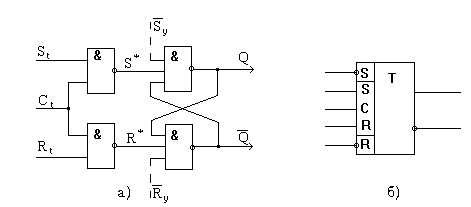 S̅y
St & S* & Q
Ct
Rt & R* & Q̅
R̅y
а)
S T
S
C
R
R
б)